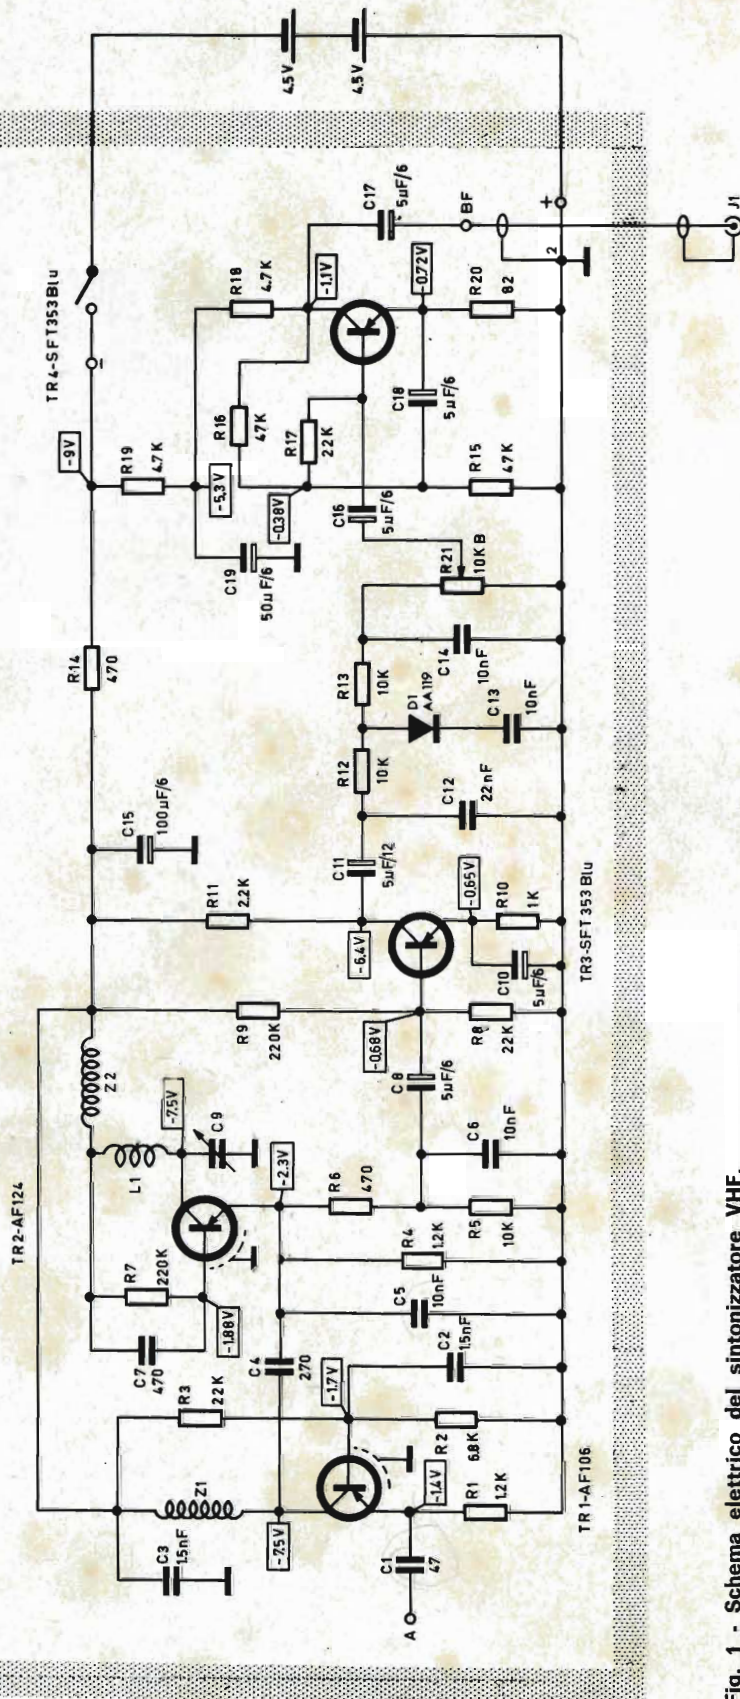 TR2-AF124
TR4-SFT353Blu
4,5V
4,5V
-9V
R14
470
R19
4.7K
R18
4.7K
-5,3V
C19
50µF/6
R16
47K
R17
22K
-0,38V
-1,1V
C17
5µF/6
BF
-0,72V
C18
5µF/6
R20
82
R15
4.7K
+
2
J1
C16
5µF/6
R21
10KB
C14
10nF
R13
10K
D1
AA119
C13
10nF
R12
10K
C12
22nF
C11
5µF/12
C15
100µF/6
R11
2.2K
-6,4V
-0,65V
R10
1K
C10
5µF/6
TR3-SFT353Blu
R9
220K
-0,68V
R8
22K
C8
5µF/6
C6
10nF
Z2
L1
-7,5V
C9
-2,3V
R6
470
R5
10K
R4
1.2K
C5
10nF
R7
220K
C7
470
-1,88V
C4
270
C2
1.5nF
R3
22K
-1,7V
R2
6.8K
Z1
C3
1.5nF
-7,5V
-1,4V
R1
1.2K
C1
47
A
TR1-AF106
Fig. 1 - Schema elettrico del sintonizzatore VHF.